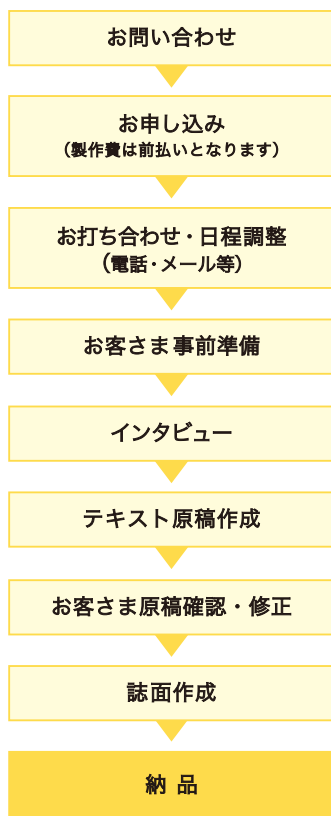 お問い合わせ
お申し込み
（製作費は前払いとなります）
お打ち合わせ・日程調整
（電話・メール等）
お客さま事前準備
インタビュー
テキスト原稿作成
お客さま原稿確認・修正
誌面作成
納品